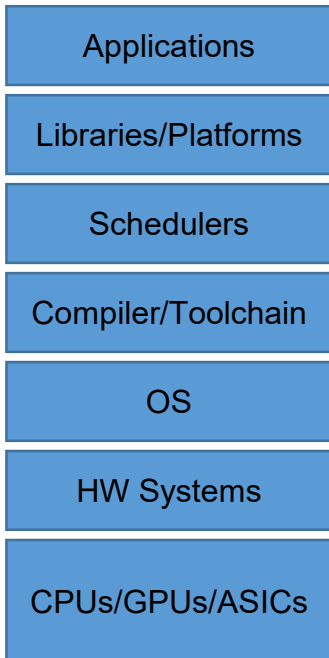 Applications
Libraries/Platforms
Schedulers
Compiler/Toolchain
OS
HW Systems
CPUs/GPUs/ASICs